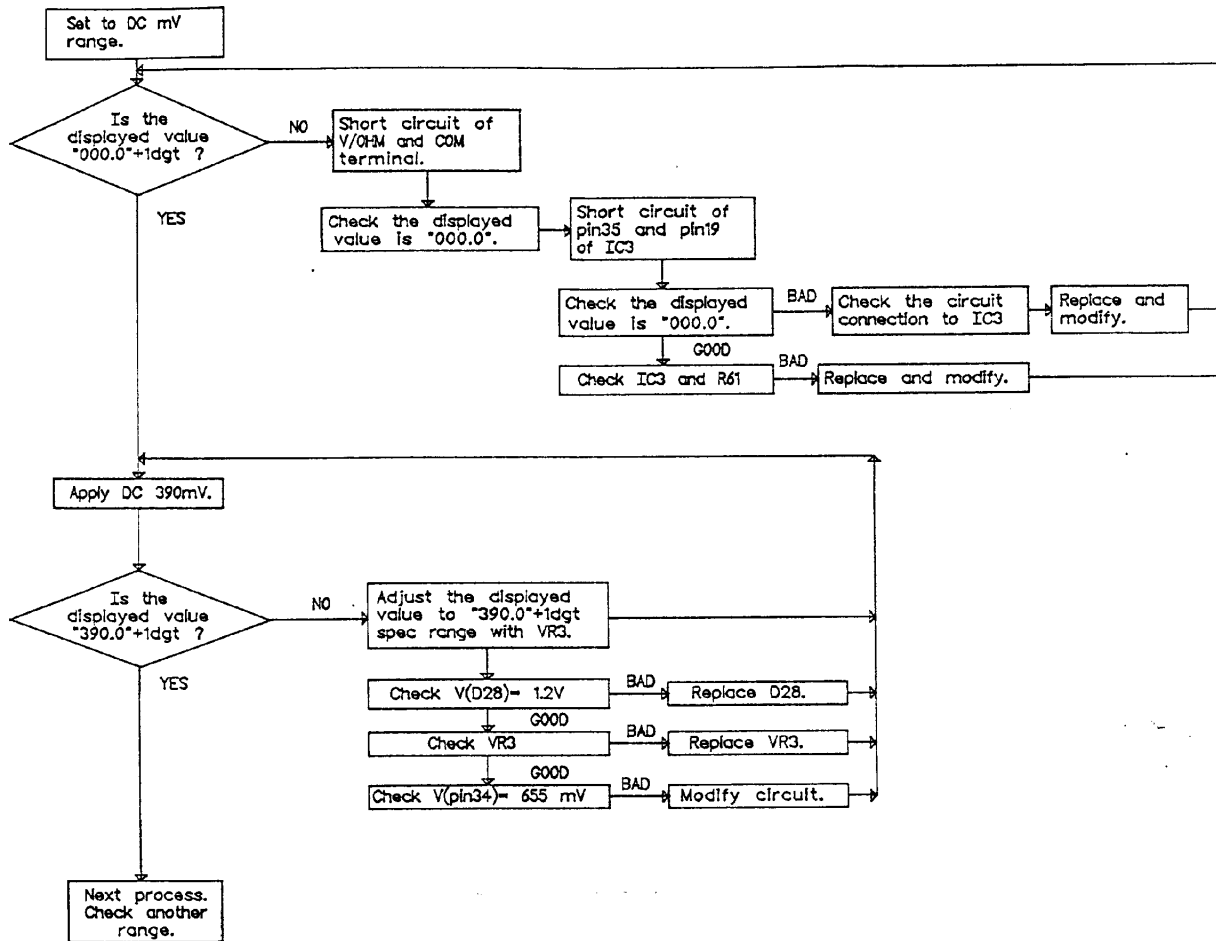 Set to DC mV
range.
Is the
displayed value
"000.0"+1dgt ?
NO
YES
Short circuit of
V/OHM and COM
terminal.
Check the displayed
value is "000.0".
Short circuit of
pin35 and pin19
of IC3
Check the displayed
value is "000.0".
BAD
Check the circuit
connection to IC3
Replace and
modify.
GOOD
Check IC3 and R61
BAD
Replace and modify.
Apply DC 390mV.
Is the
displayed value
"390.0"+1dgt ?
NO
YES
Adjust the displayed
value to "390.0"+1dgt
spec range with VR3.
Check V(D28)= 1.2V
BAD
Replace D28.
GOOD
Check VR3
BAD
Replace VR3.
GOOD
Check V(pin34)= 655 mV
BAD
Modify circuit.
Next process.
Check another
range.